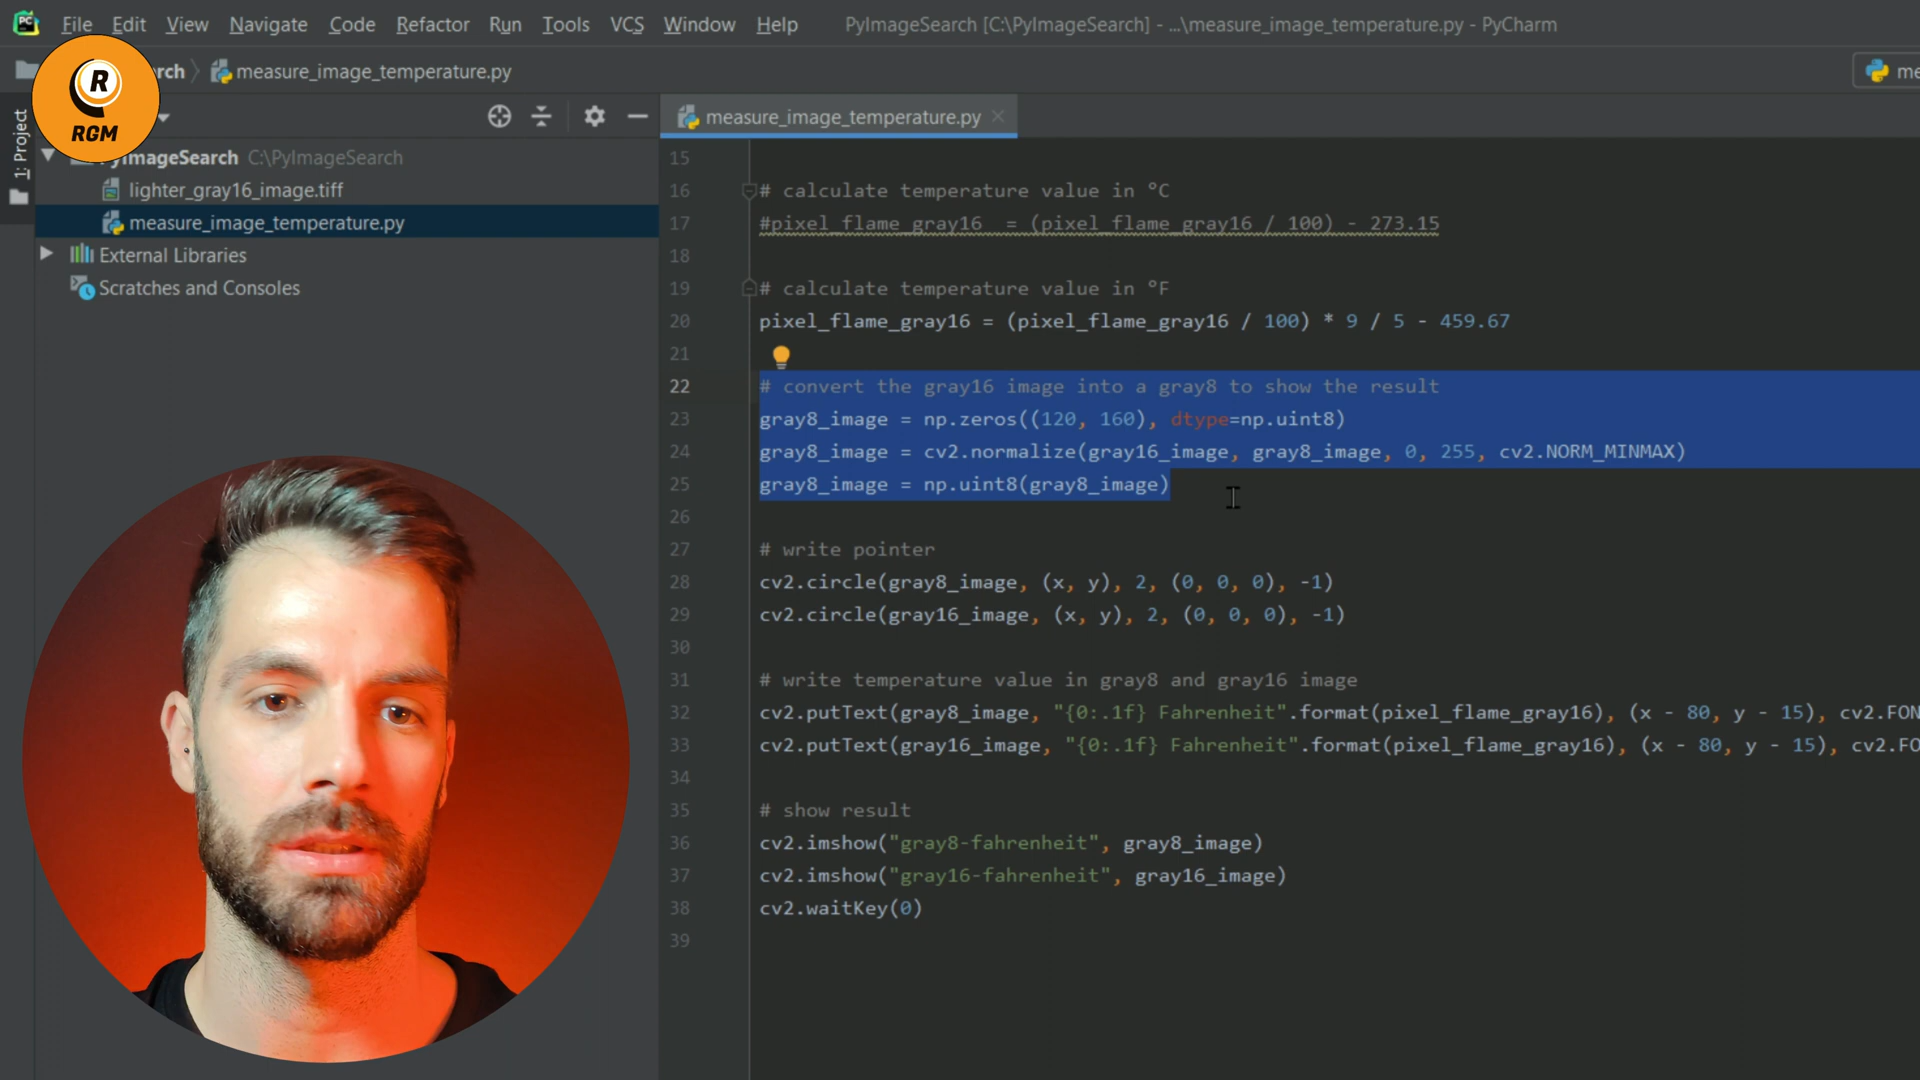 File Edit View Navigate Code Refactor Run Tools VCS Window Help PyImageSearch [C:\PyImageSearch] - ...\measure_image_temperature.py - PyCharm
rch measure_image_temperature.py me
R
RGM
1: Project
PyImageSearch C:\PyImageSearch
lighter_gray16_image.tiff
measure_image_temperature.py
External Libraries
Scratches and Consoles
measure_image_temperature.py
15
16 # calculate temperature value in °C
17 #pixel_flame_gray16  = (pixel_flame_gray16 / 100) - 273.15
18
19 # calculate temperature value in °F
20 pixel_flame_gray16 = (pixel_flame_gray16 / 100) * 9 / 5 - 459.67
21
22 # convert the gray16 image into a gray8 to show the result
23 gray8_image = np.zeros((120, 160), dtype=np.uint8)
24 gray8_image = cv2.normalize(gray16_image, gray8_image, 0, 255, cv2.NORM_MINMAX)
25 gray8_image = np.uint8(gray8_image)
26
27 # write pointer
28 cv2.circle(gray8_image, (x, y), 2, (0, 0, 0), -1)
29 cv2.circle(gray16_image, (x, y), 2, (0, 0, 0), -1)
30
31 # write temperature value in gray8 and gray16 image
32 cv2.putText(gray8_image, "{0:.1f} Fahrenheit".format(pixel_flame_gray16), (x - 80, y - 15), cv2.FON
33 cv2.putText(gray16_image, "{0:.1f} Fahrenheit".format(pixel_flame_gray16), (x - 80, y - 15), cv2.FO
34
35 # show result
36 cv2.imshow("gray8-fahrenheit", gray8_image)
37 cv2.imshow("gray16-fahrenheit", gray16_image)
38 cv2.waitKey(0)
39